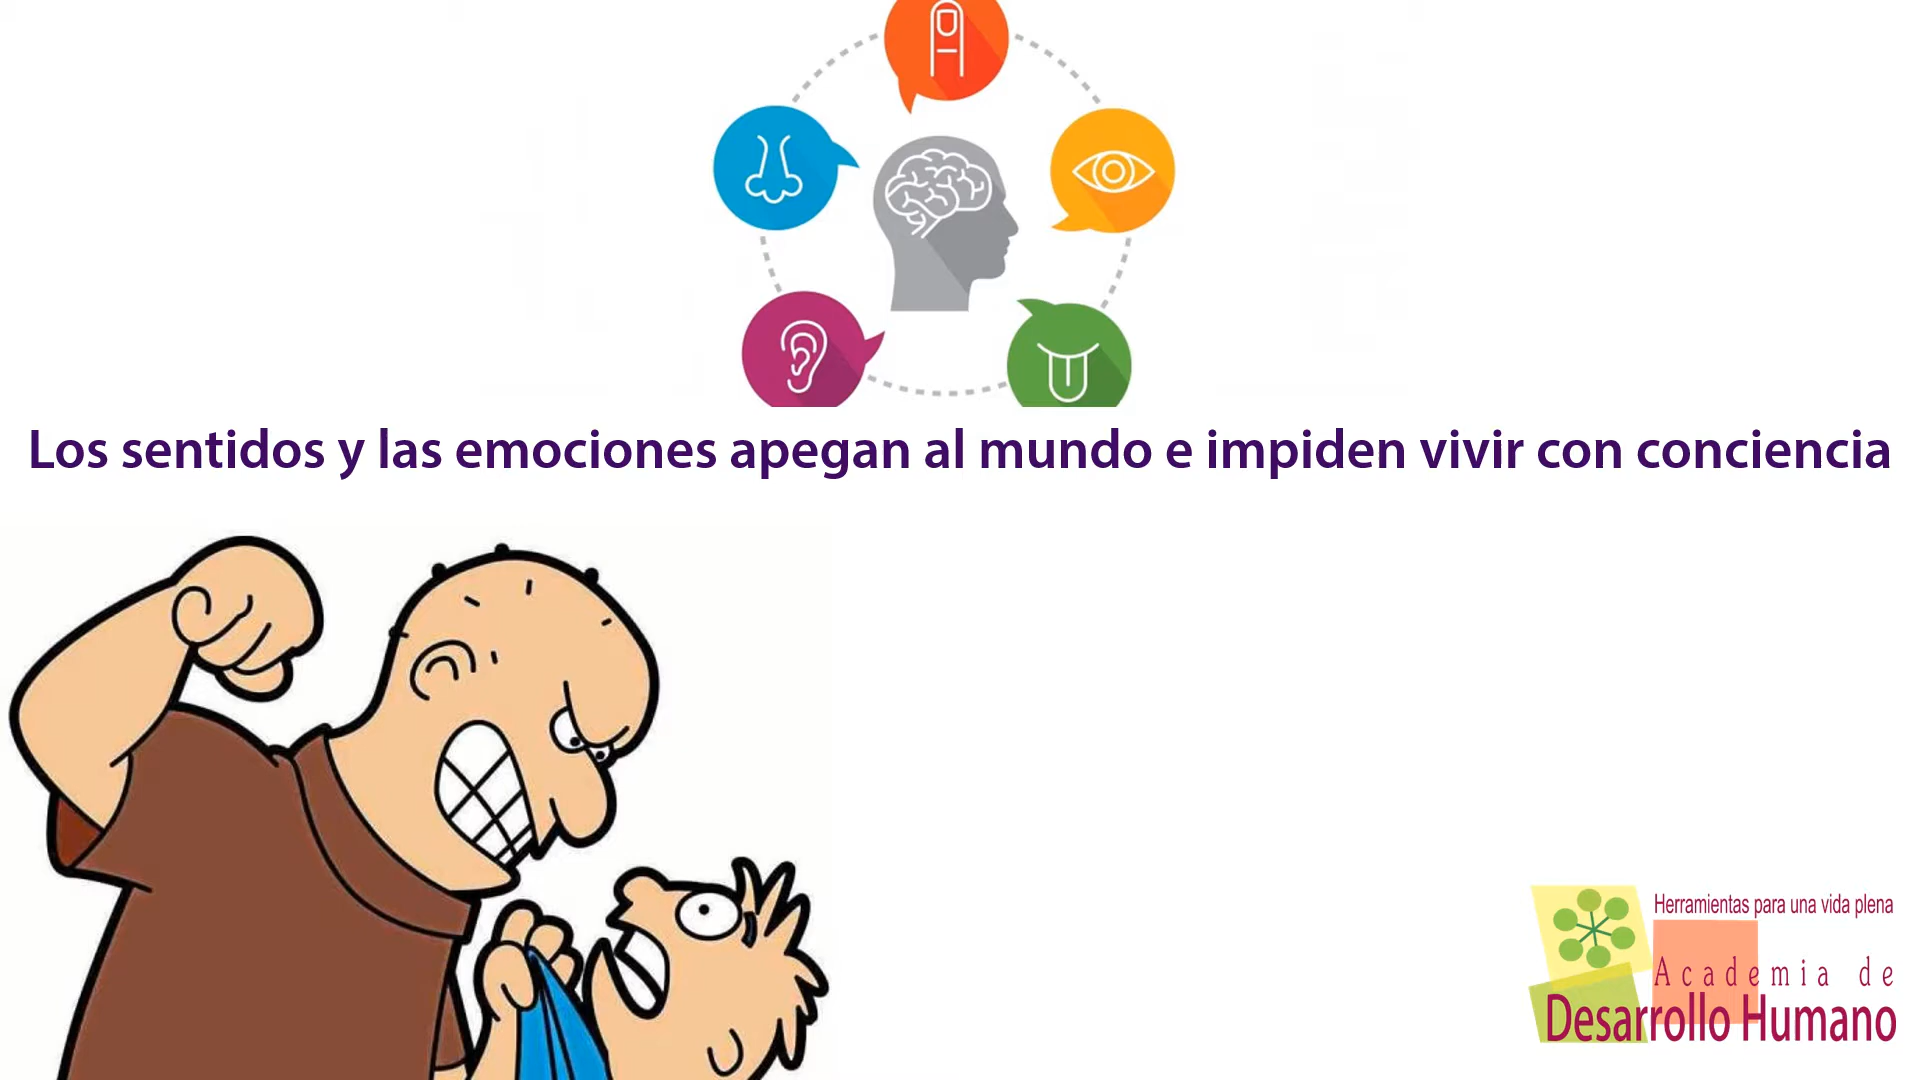 Los sentidos y las emociones apegan al mundo e impiden vivir con conciencia
Herramientas para una vida plena
Academia de
Desarrollo Humano